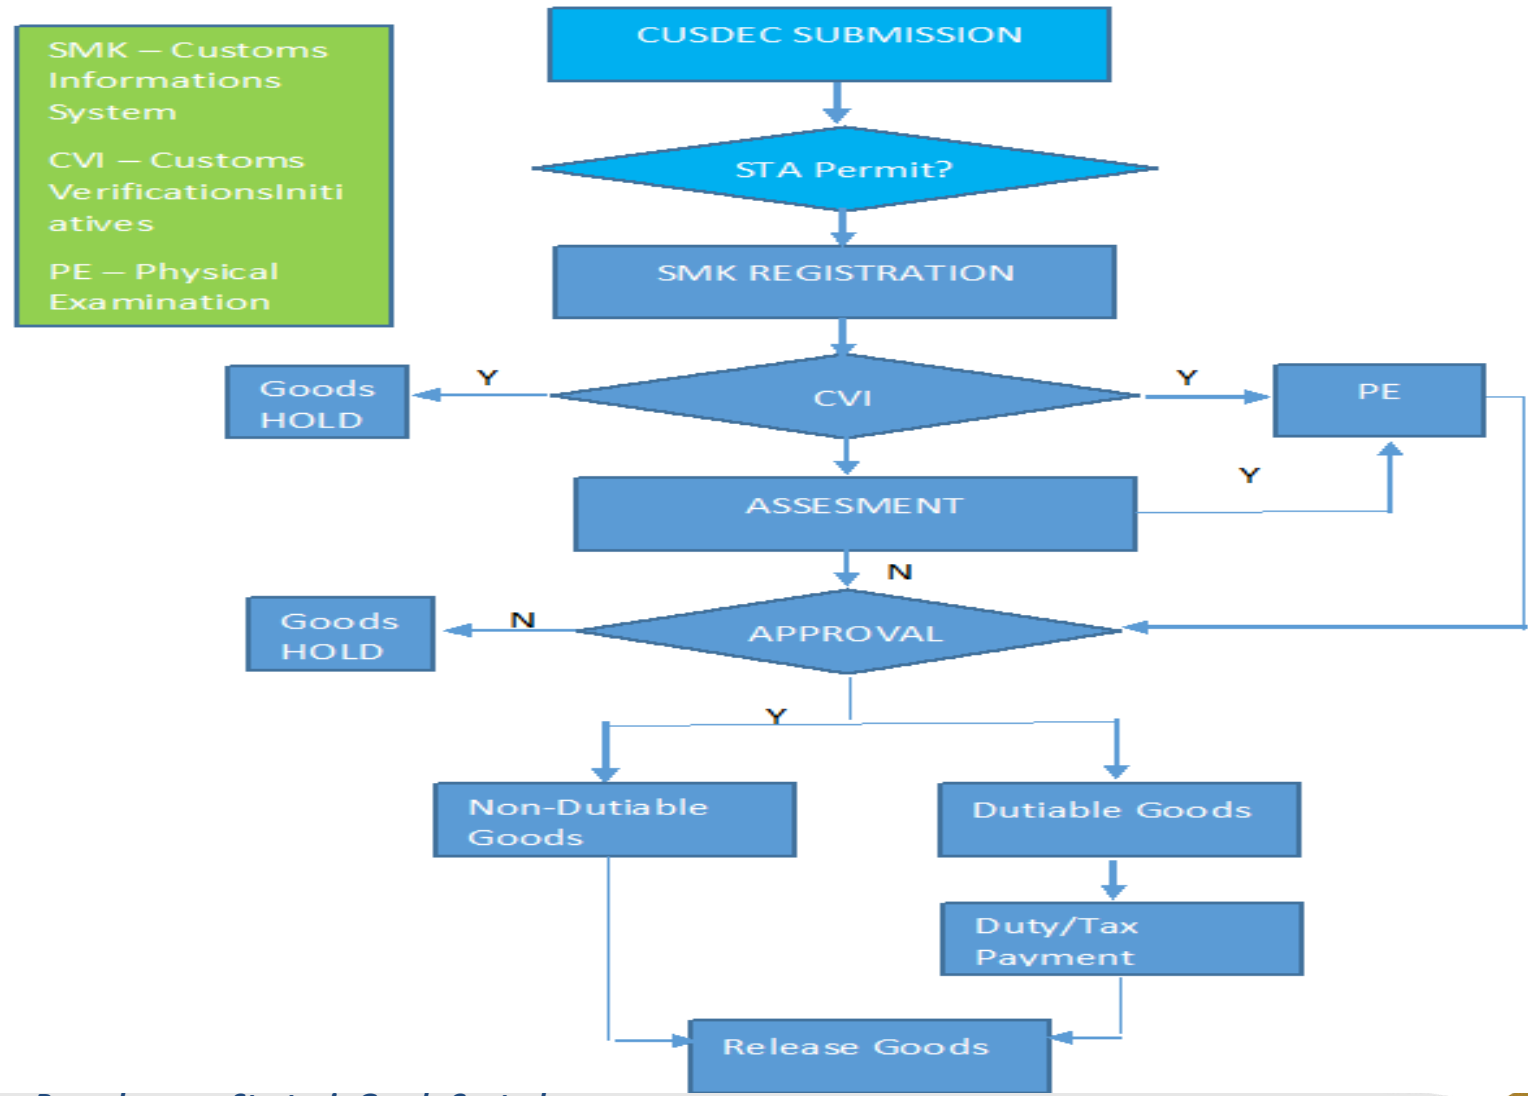 SMK – Customs
Informations
System
CVI – Customs
VerificationsIniti
atives
PE – Physical
Examination
CUSDEC SUBMISSION
STA Permit?
SMK REGISTRATION
Goods
HOLD
Y
CVI
Y
PE
ASSESMENT
Y
N
Goods
HOLD
N
APPROVAL
Y
Non-Dutiable
Goods
Dutiable Goods
Duty/Tax
Payment
Release Goods